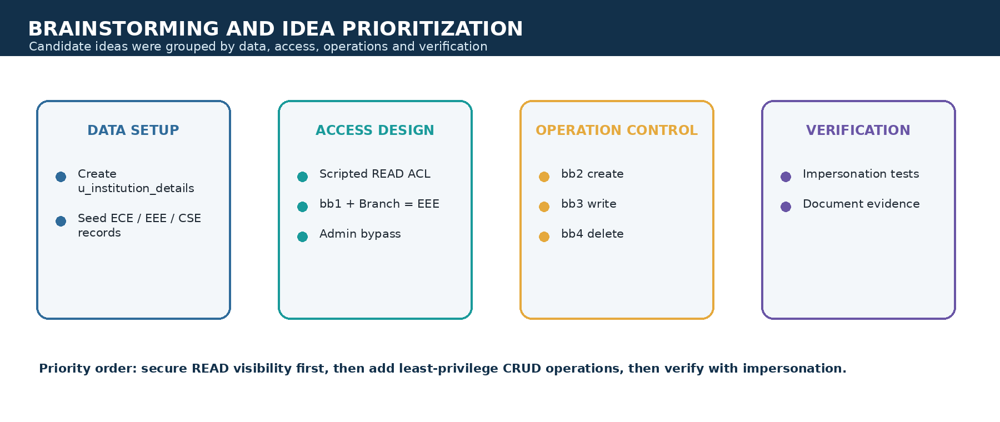 BRAINSTORMING AND IDEA PRIORITIZATION
Candidate ideas were grouped by data, access, operations and verification
DATA SETUP
Create
u_institution_details
Seed ECE / EEE / CSE
records
ACCESS DESIGN
Scripted READ ACL
bb1 + Branch = EEE
Admin bypass
OPERATION CONTROL
bb2 create
bb3 write
bb4 delete
VERIFICATION
Impersonation tests
Document evidence
Priority order: secure READ visibility first, then add least-privilege CRUD operations, then verify with impersonation.